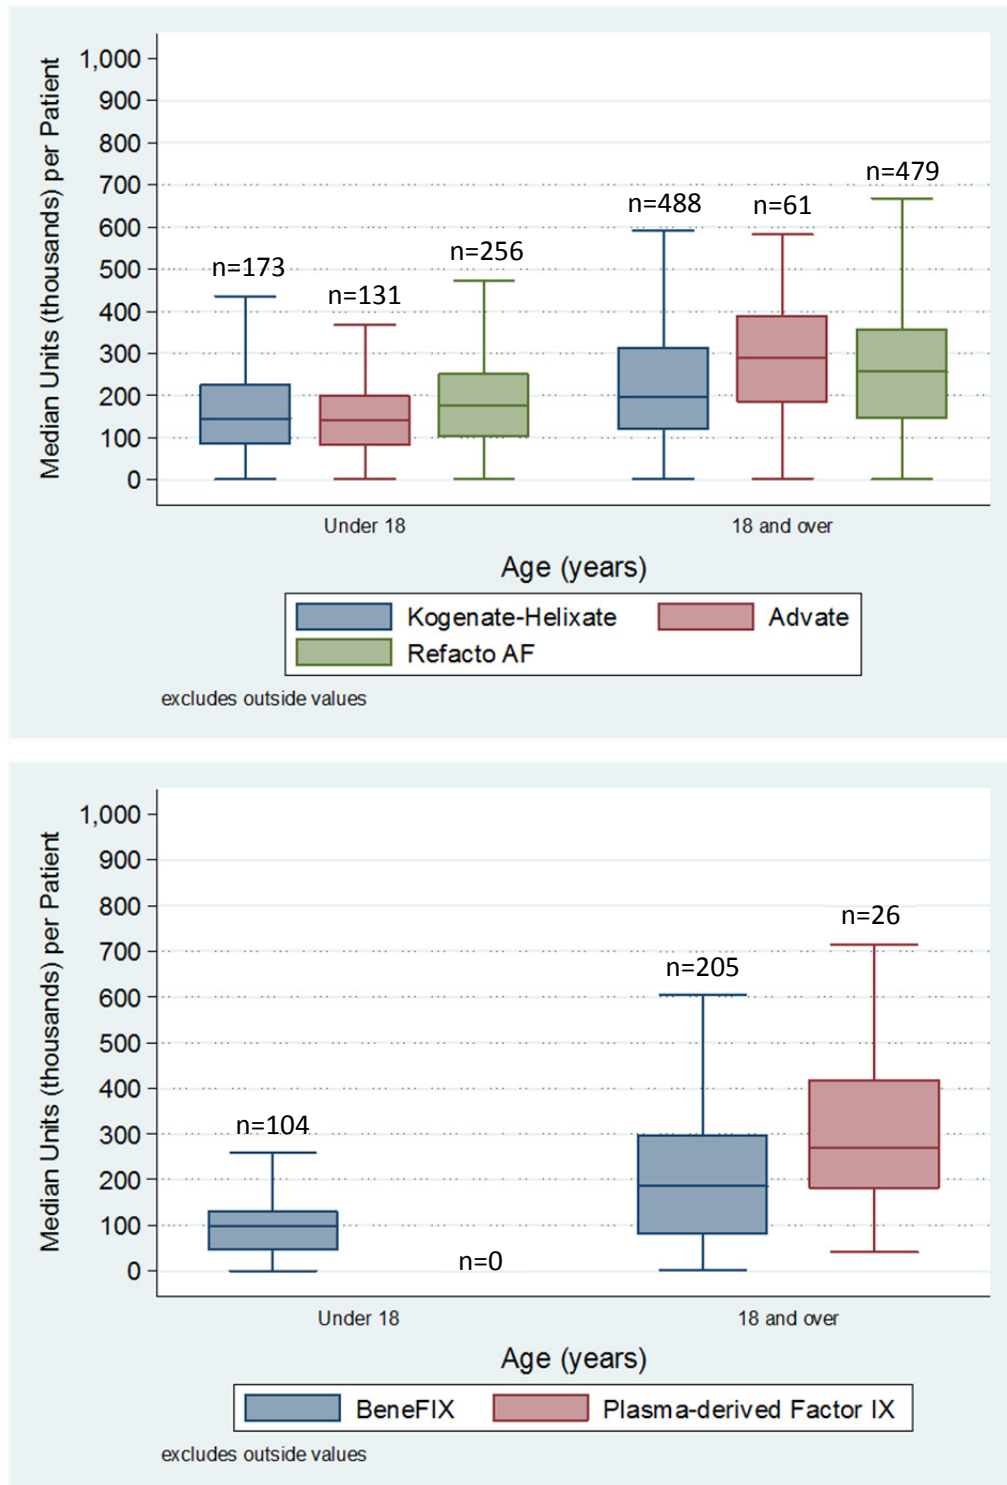 Median Units (thousands) per Patient
1,000
900
800
700
600
500
400
300
200
100
0
n=173
n=131
n=256
n=488
n=61
n=479
Under 18
18 and over
Age (years)
Kogenate-Helixate
Advate
Refacto AF
excludes outside values
Median Units (thousands) per Patient
1,000
900
800
700
600
500
400
300
200
100
0
n=104
n=0
n=205
n=26
Under 18
18 and over
Age (years)
BeneFIX
Plasma-derived Factor IX
excludes outside values